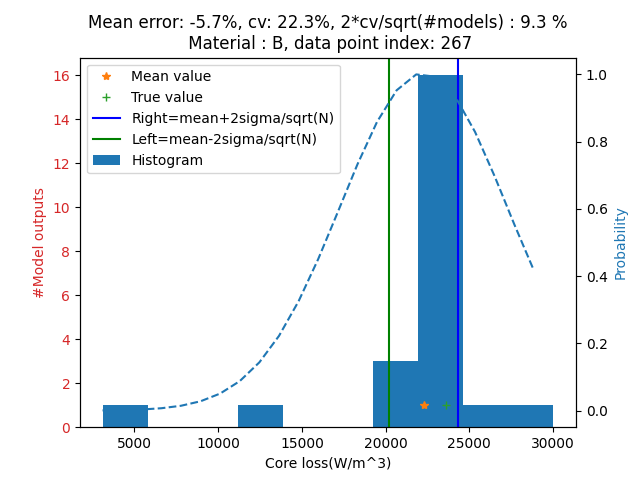 Mean error: -5.7%, cv: 22.3%, 2*cv/sqrt(#models) : 9.3 %
Material : B, data point index: 267
Mean value
True value
Right=mean+2sigma/sqrt(N)
Left=mean-2sigma/sqrt(N)
Histogram
#Model outputs
16
14
12
10
8
6
4
2
0
1.0
0.8
0.6
0.4
0.2
0.0
Probability
5000 10000 15000 20000 25000 30000
Core loss(W/m^3)